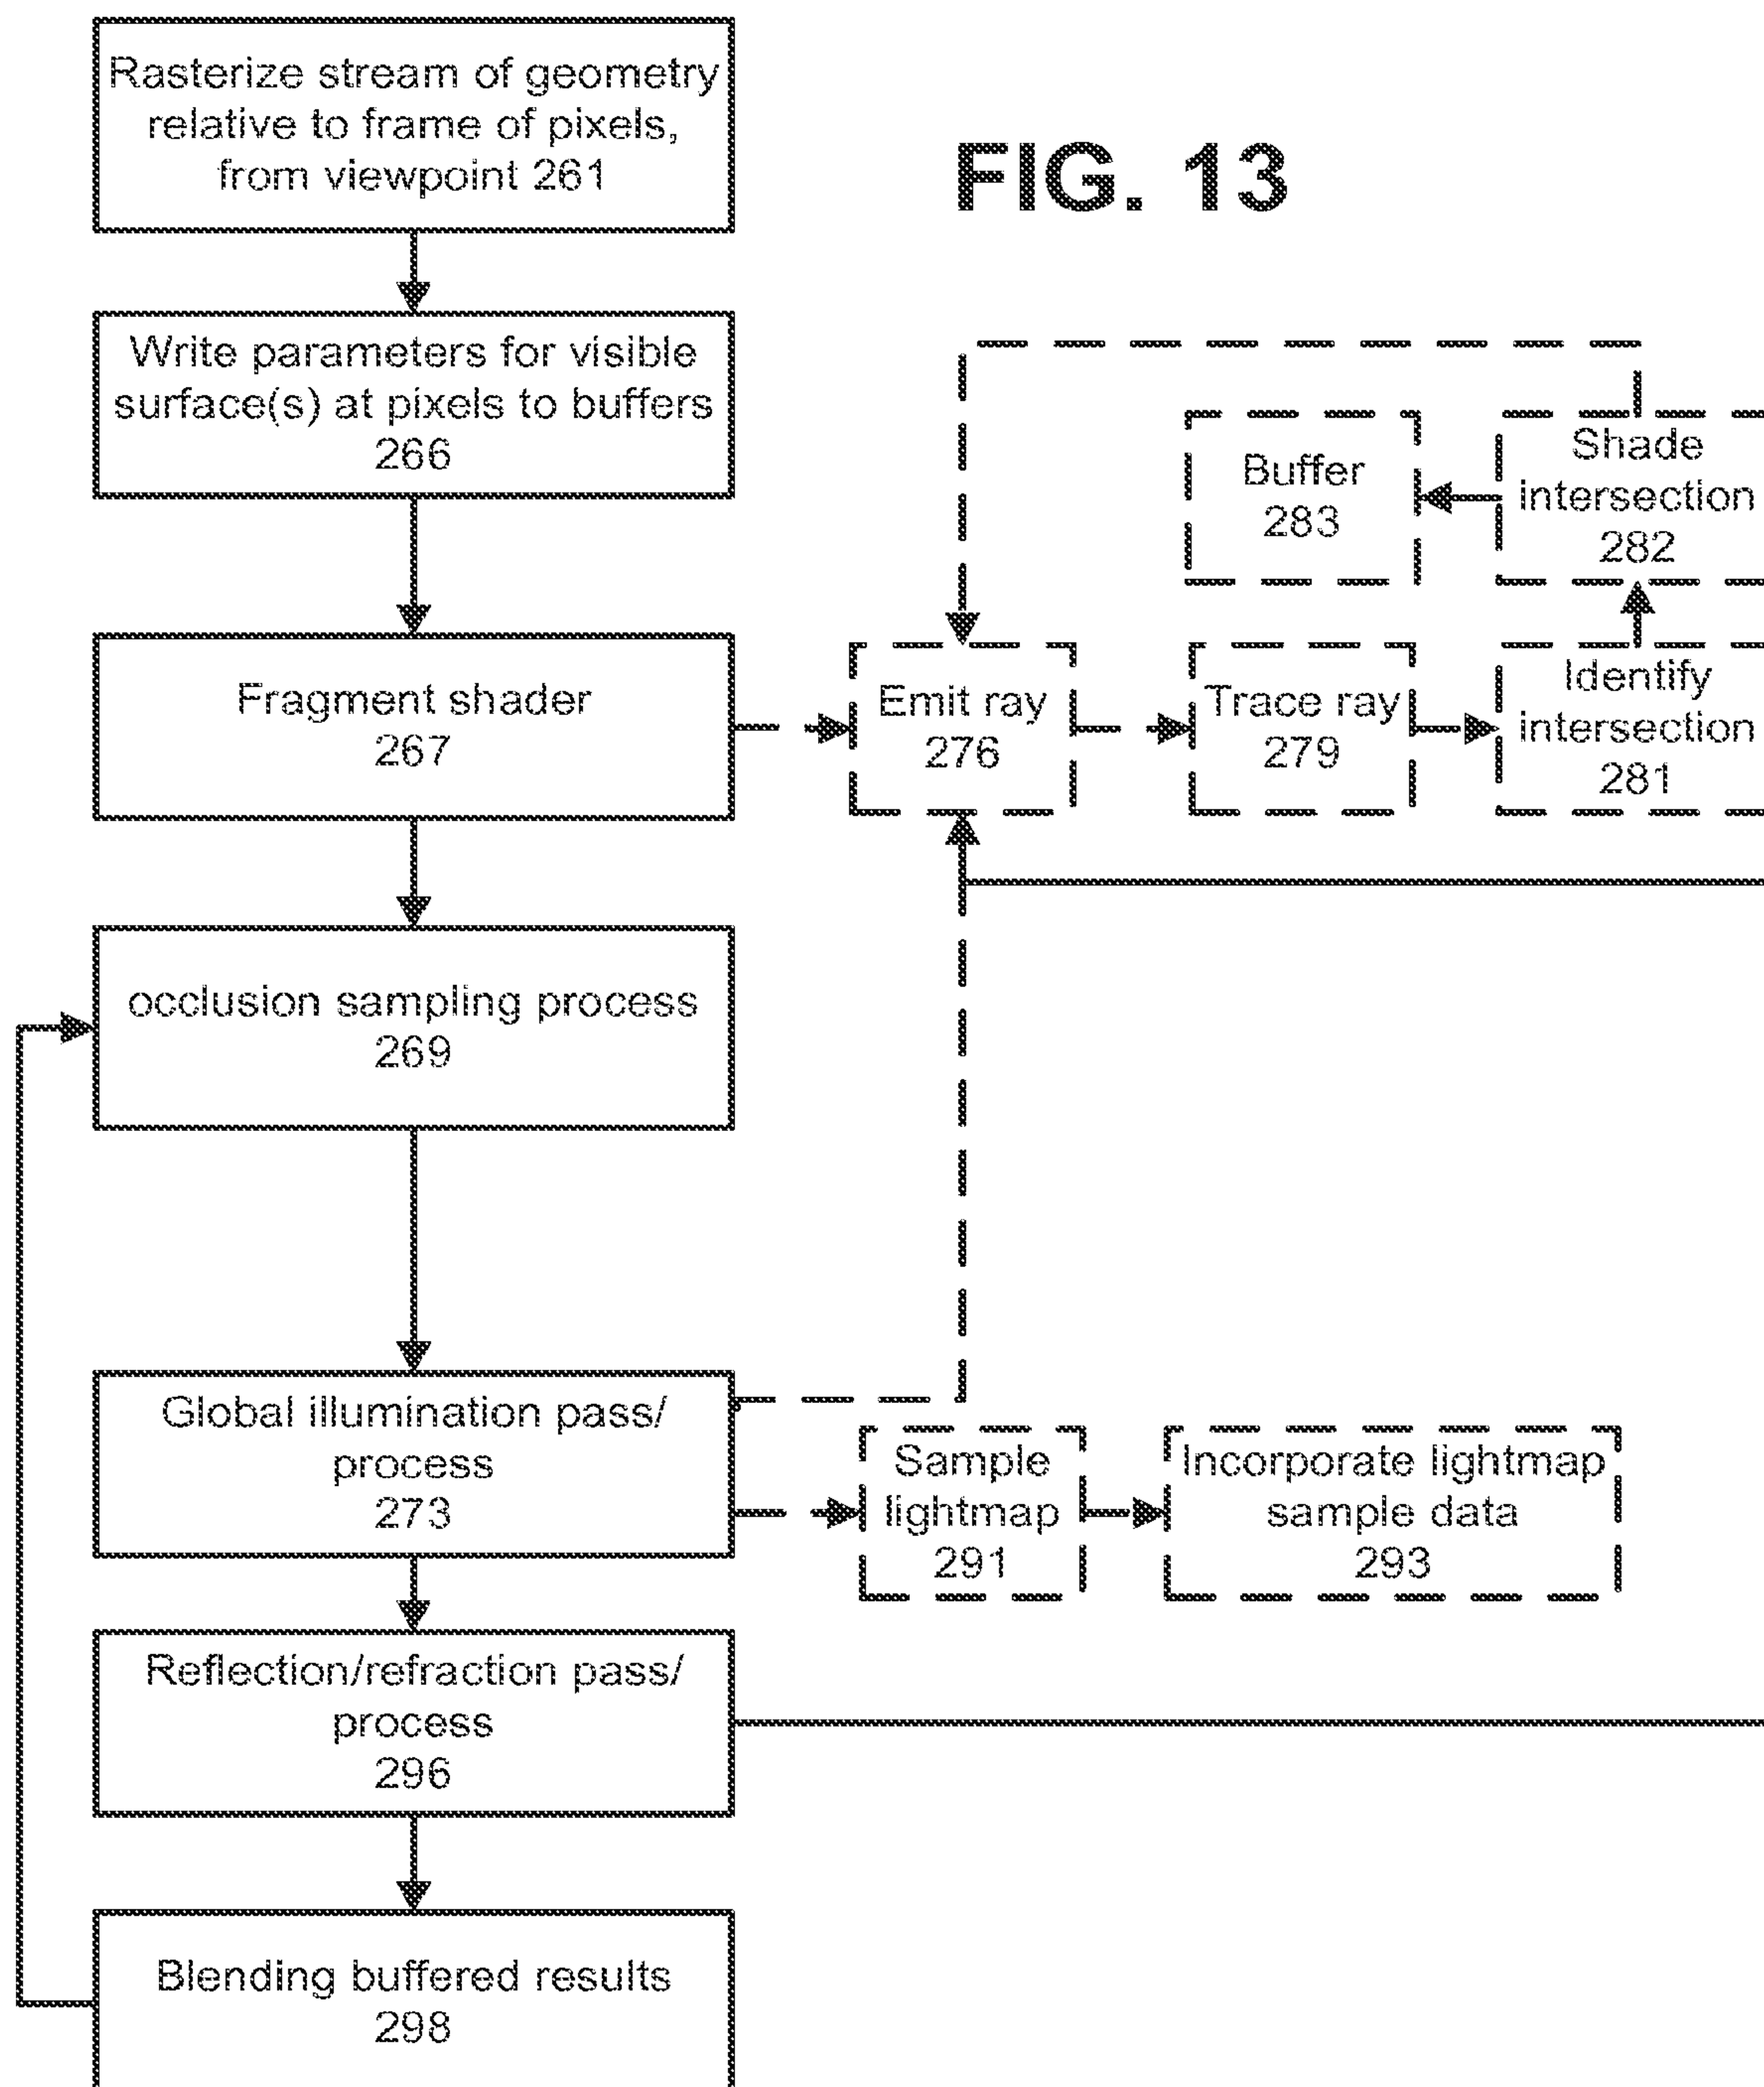 Rasterize stream of geometry
relative to frame of pixels,
from viewpoint 261
FIG. 13
Write parameters for visible
surface(s) at pixels to buffers
266
Buffer
283
Shade
intersection
282
Fragment shader
267
Emit ray
276
Trace ray
279
Identify
intersection
281
occlusion sampling process
269
Global illumination pass/
process
273
Sample
lightmap
291
Incorporate lightmap
sample data
293
Reflection/refraction pass/
process
296
Blending buffered results
298